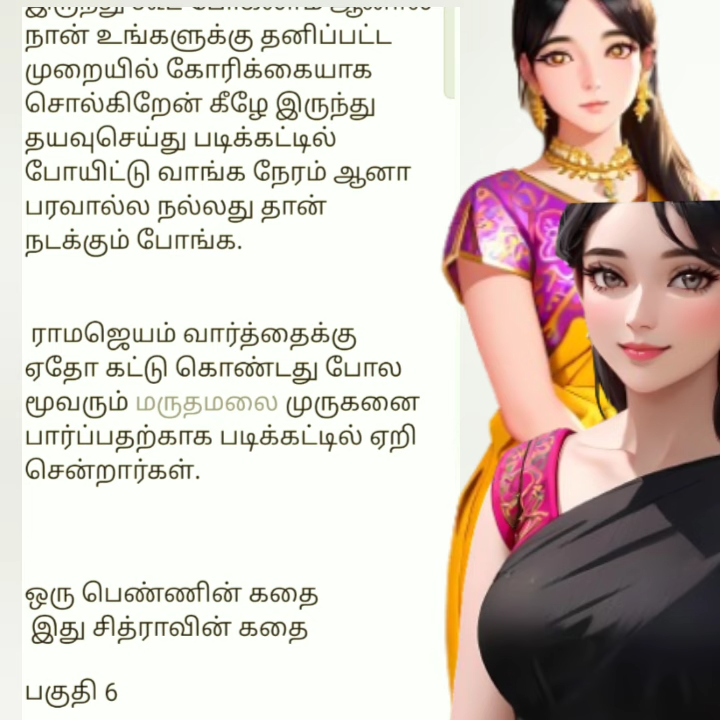 நான் உங்களுக்கு தனிப்பட்ட
முறையில் கோரிக்கையாக
சொல்கிறேன் கீழே இருந்து
தயவுசெய்து படிக்கட்டில்
போயிட்டு வாங்க நேரம் ஆனா
பரவால்ல நல்லது தான்
நடக்கும் போங்க.
ராமஜெயம் வார்த்தைக்கு
ஏதோ கட்டு கொண்டது போல
மூவரும் மருதமலை முருகனை
பார்ப்பதற்காக படிக்கட்டில் ஏறி
சென்றார்கள்.
ஒரு பெண்ணின் கதை
இது சித்ராவின் கதை
பகுதி 6